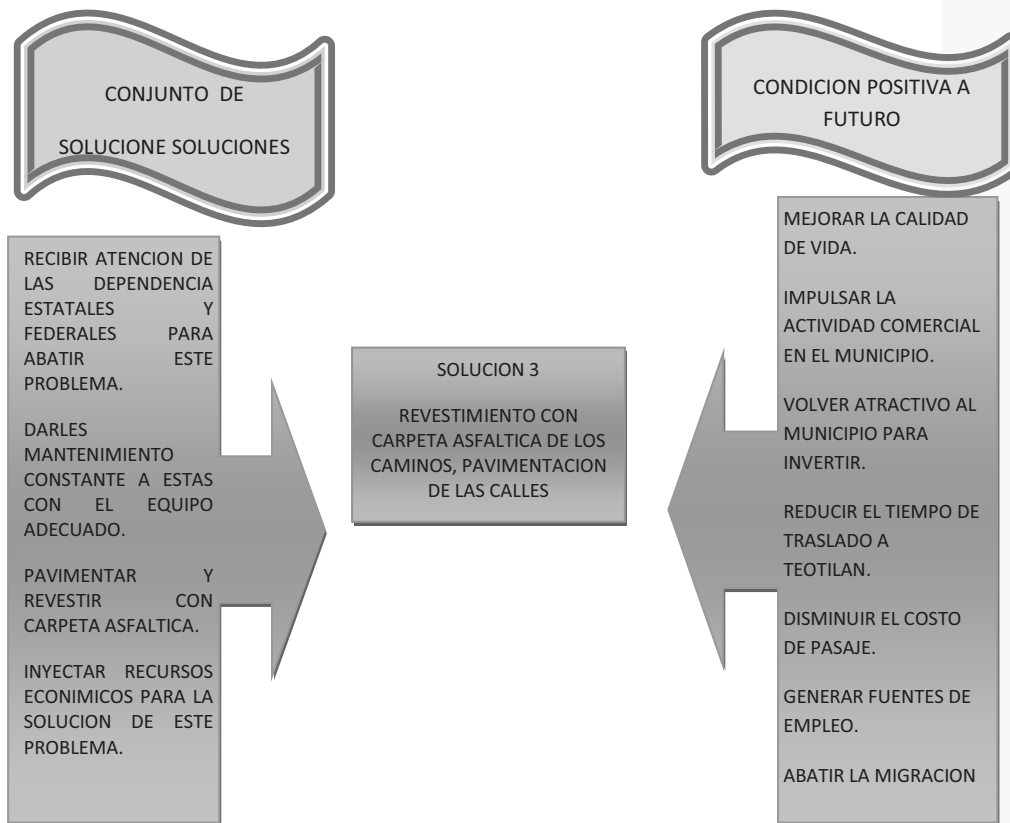 CONJUNTO DE
SOLUCIONE SOLUCIONES
RECIBIR ATENCION DE
LAS DEPENDENCIA
ESTATALES Y
FEDERALES PARA
ABATIR ESTE
PROBLEMA.
DARLES
MANTENIMIENTO
CONSTANTE A ESTAS
CON EL EQUIPO
ADECUADO.
PAVIMENTAR Y
REVESTIR CON
CARPETA ASFALTICA.
INYECTAR RECURSOS
ECONIMICOS PARA LA
SOLUCION DE ESTE
PROBLEMA.
SOLUCION 3
REVESTIMIENTO CON
CARPETA ASFALTICA DE LOS
CAMINOS, PAVIMENTACION
DE LAS CALLES
CONDICION POSITIVA A
FUTURO
MEJORAR LA CALIDAD
DE VIDA.
IMPULSAR LA
ACTIVIDAD COMERCIAL
EN EL MUNICIPIO.
VOLVER ATRACTIVO AL
MUNICIPIO PARA
INVERTIR.
REDUCIR EL TIEMPO DE
TRASLADO A
TEOTILAN.
DISMINUIR EL COSTO
DE PASAJE.
GENERAR FUENTES DE
EMPLEO.
ABATIR LA MIGRACION